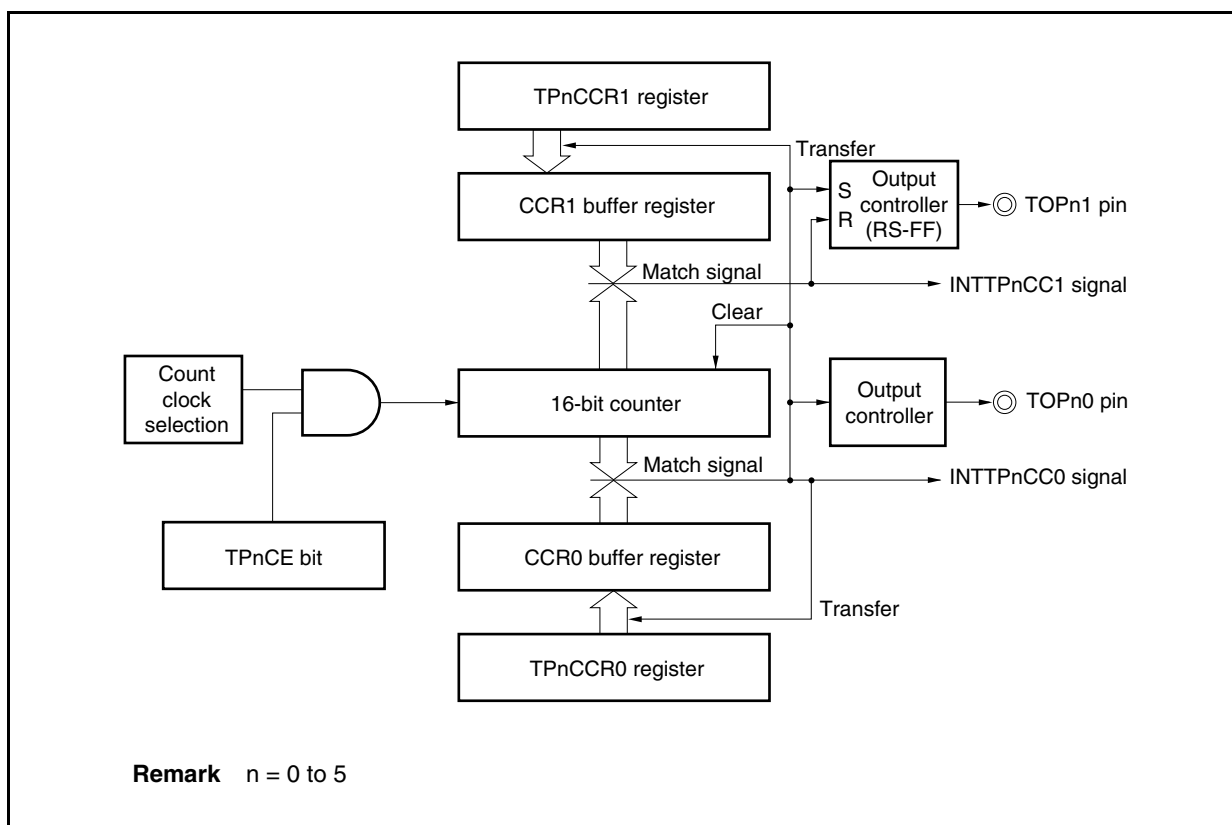 TPnCCR1 register
Transfer
CCR1 buffer register
S
R
Output
controller
(RS-FF)
TOPn1 pin
Match signal
INTTPnCC1 signal
Clear
Count
clock
selection
16-bit counter
Output
controller
TOPn0 pin
Match signal
INTTPnCC0 signal
TPnCE bit
CCR0 buffer register
Transfer
TPnCCR0 register
Remark n = 0 to 5